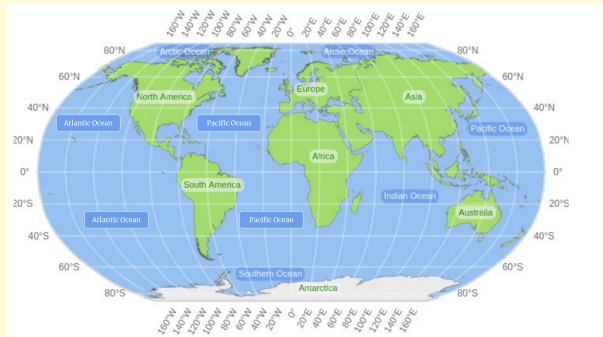 160°W 140°W 120°W 100°W 80°W 60°W 40°W 20°W 0° 20°E 40°E 60°E 80°E 100°E 120°E 140°E 160°E
80°N Arctic Ocean Arctic Ocean 80°N
60°N Europe 60°N
North America Asia
40°N 40°N
Atlantic Ocean Pacific Ocean Pacific Ocean
20°N 20°N
Africa
0° 0°
South America
Indian Ocean
20°S 20°S
Australia
Atlantic Ocean Pacific Ocean
40°S 40°S
60°S 60°S
Southern Ocean
Antarctica
80°S 80°S
160°W 140°W 120°W 100°W 80°W 60°W 40°W 20°W 0° 20°E 40°E 60°E 80°E 100°E 120°E 140°E 160°E